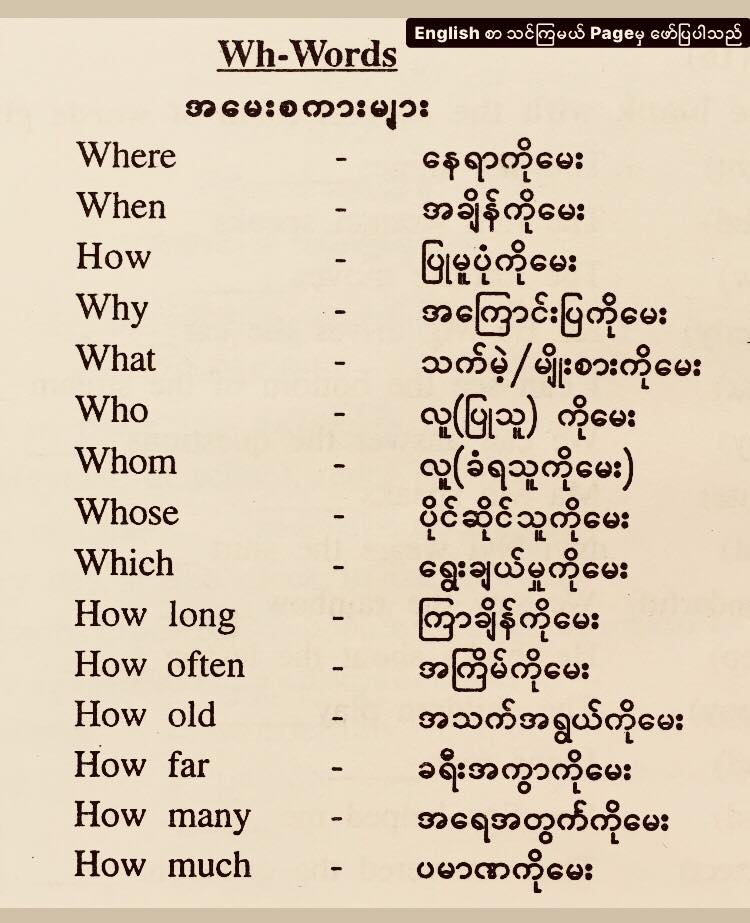 English စာ သင်ကြမယ် Pageမှ ဖော်ပြပါသည်
Wh-Words
အမေးစကားများ
Where - နေရာကိုမေး
When - အချိန်ကိုမေး
How - ပြုမူပုံကိုမေး
Why - အကြောင်းပြကိုမေး
What - သက်မဲ့/မျိုးစားကိုမေး
Who - လူ(ပြုသူ) ကိုမေး
Whom - လူ(ခံရသူကိုမေး)
Whose - ပိုင်ဆိုင်သူကိုမေး
Which - ရွေးချယ်မှုကိုမေး
How long - ကြာချိန်ကိုမေး
How often - အကြိမ်ကိုမေး
How old - အသက်အရွယ်ကိုမေး
How far - ခရီးအကွာကိုမေး
How many - အရေအတွက်ကိုမေး
How much - ပမာဏကိုမေး